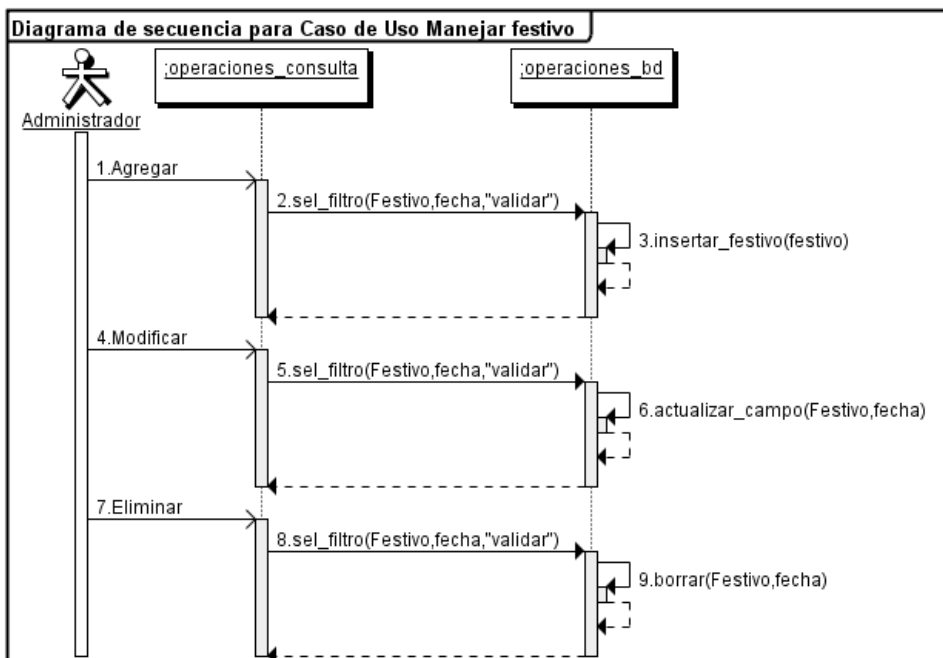 Diagrama de secuencia para Caso de Uso Manejar festivo
;operaciones_consulta
;operaciones_bd
Administrador
1.Agregar
2.sel_filtro(Festivo,fecha,"validar")
3.insertar_festivo(festivo)
4.Modificar
5.sel_filtro(Festivo,fecha,"validar")
6.actualizar_campo(Festivo,fecha)
7.Eliminar
8.sel_filtro(Festivo,fecha,"validar")
9.borrar(Festivo,fecha)